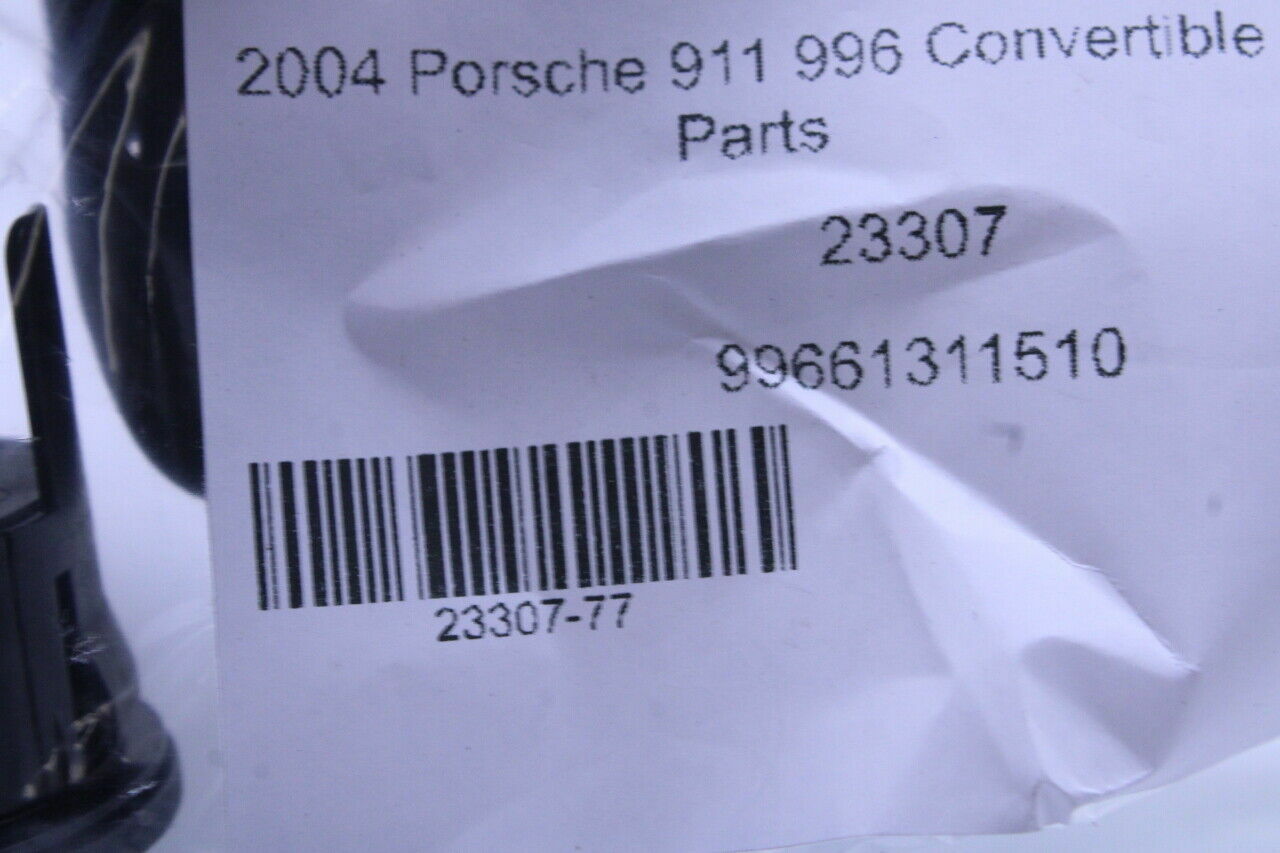 2004 Porsche 911 996 Convertible
Parts
23307
99661311510
23307-77